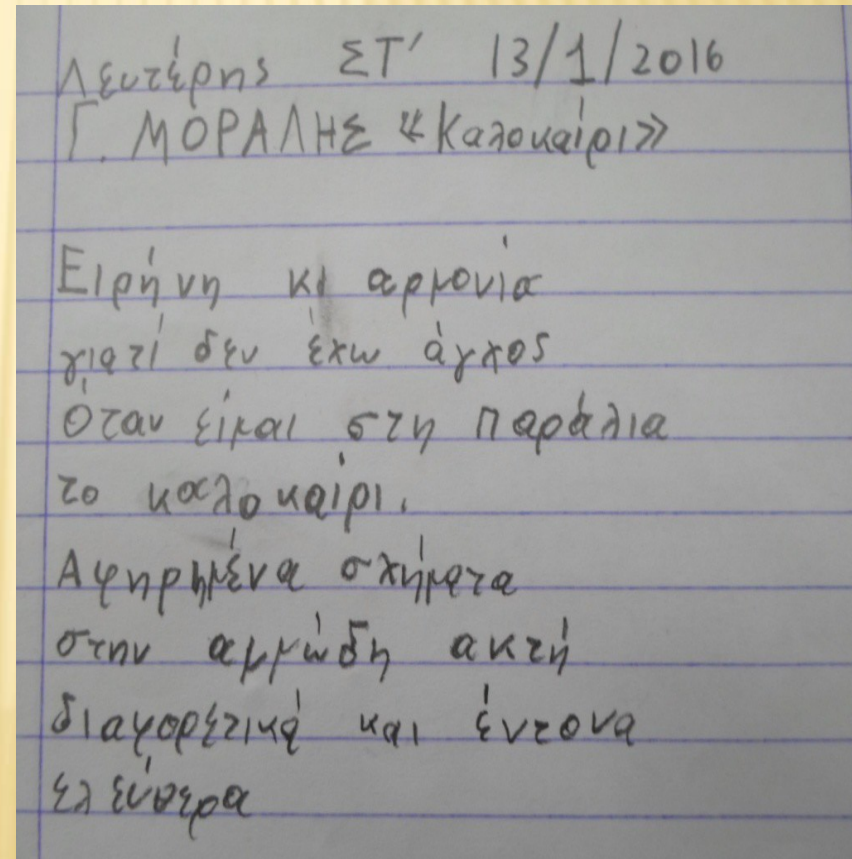 Λευτέρης ΣΤ' 13/1/2016
Γ. ΜΟΡΑΛΗΣ «Καλοκαίρι»
Ειρήνη κι αρμονία
γιατί δεν έχω άγχος
Όταν είμαι στη παράλια
το καλοκαίρι.
Αφηρημένα σχήματα
στην αμμώδη ακτή
διαφορετικά και έντονα
ελεύθερα